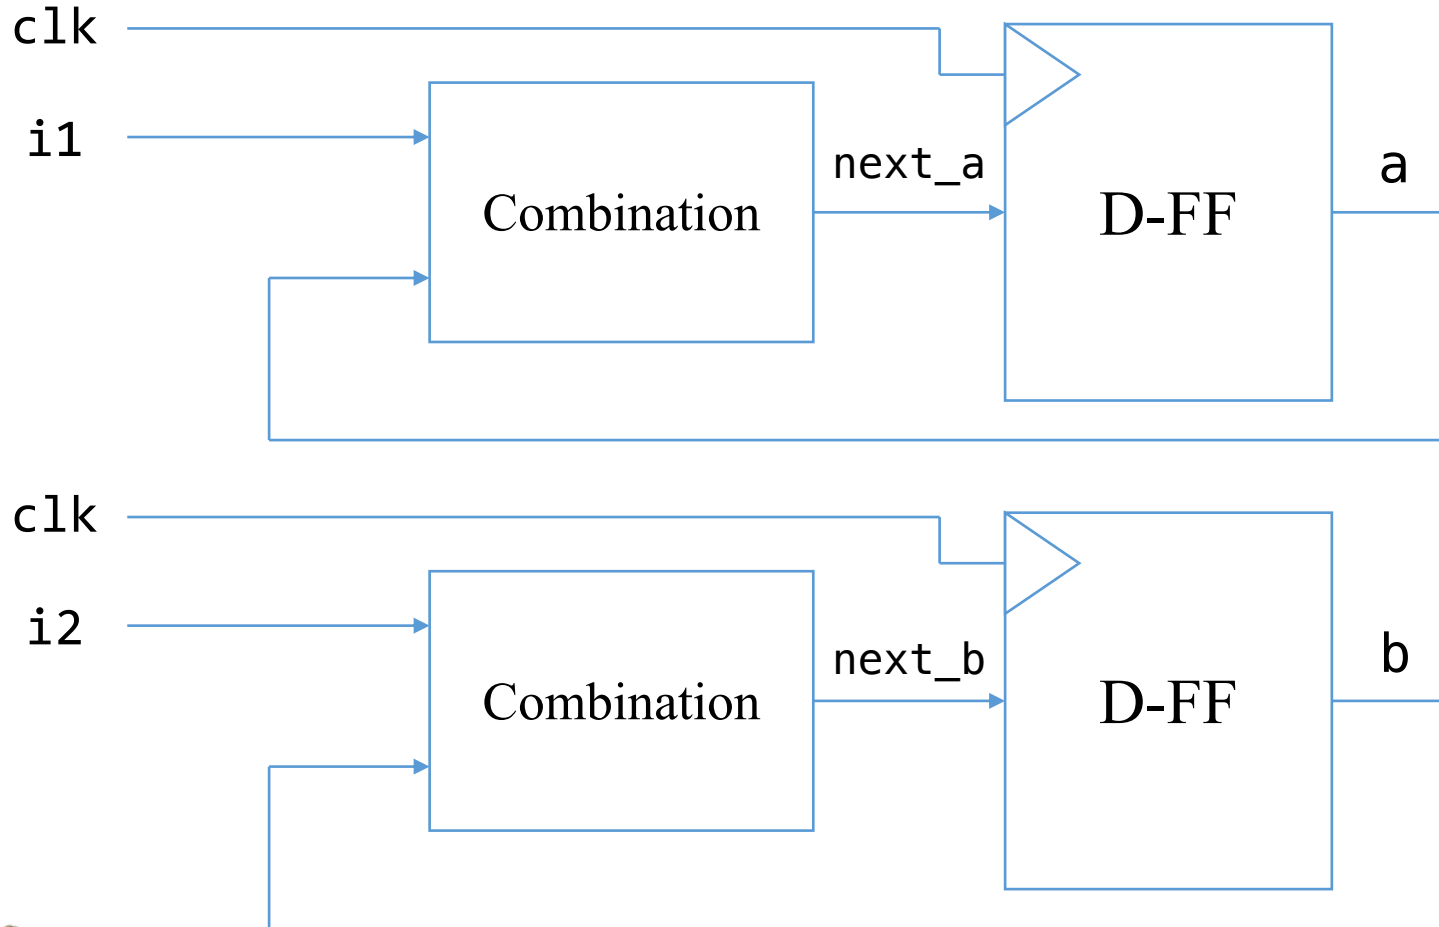 clk
i1
Combination
next_a
D-FF
a
clk
i2
Combination
next_b
D-FF
b